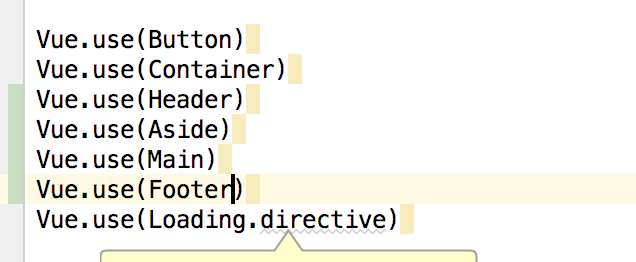 Vue.use(Button)
Vue.use(Container)
Vue.use(Header)
Vue.use(Aside)
Vue.use(Main)
Vue.use(Footer)
Vue.use(Loading.directive)